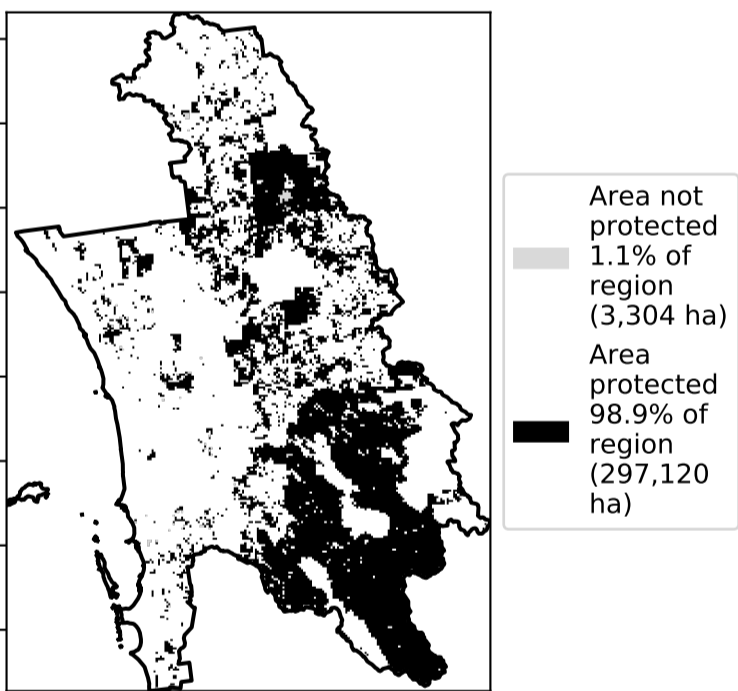 Area not
protected
1.1% of
region
(3,304 ha)
Area
protected
98.9% of
region
(297,120
ha)